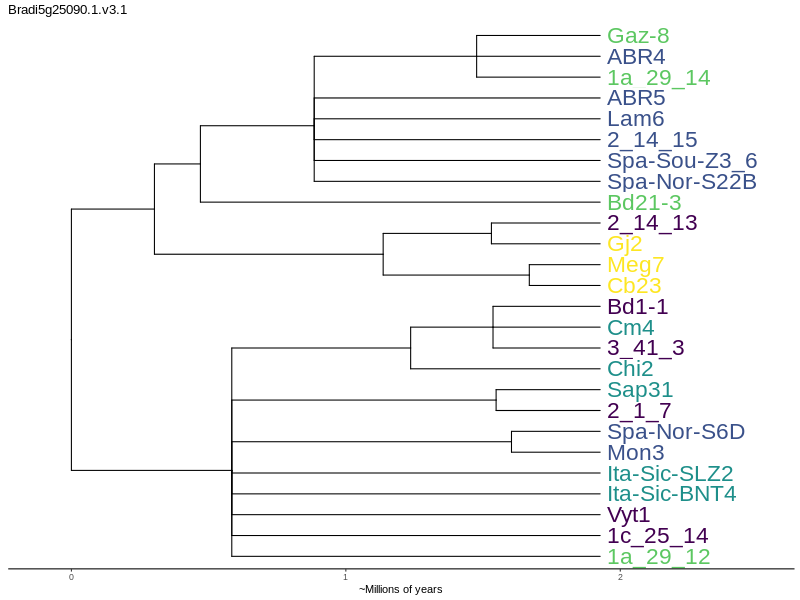 Bradi5g25090.1.v3.1
Gaz-8
ABR4
1a_29_14
ABR5
Lam6
2_14_15
Spa-Sou-Z3_6
Spa-Nor-S22B
Bd21-3
2_14_13
Gj2
Meg7
Cb23
Bd1-1
Cm4
3_41_3
Chi2
Sap31
2_1_7
Spa-Nor-S6D
Mon3
Ita-Sic-SLZ2
Ita-Sic-BNT4
Vyt1
1c_25_14
1a_29_12
0 1 2
~Millions of years